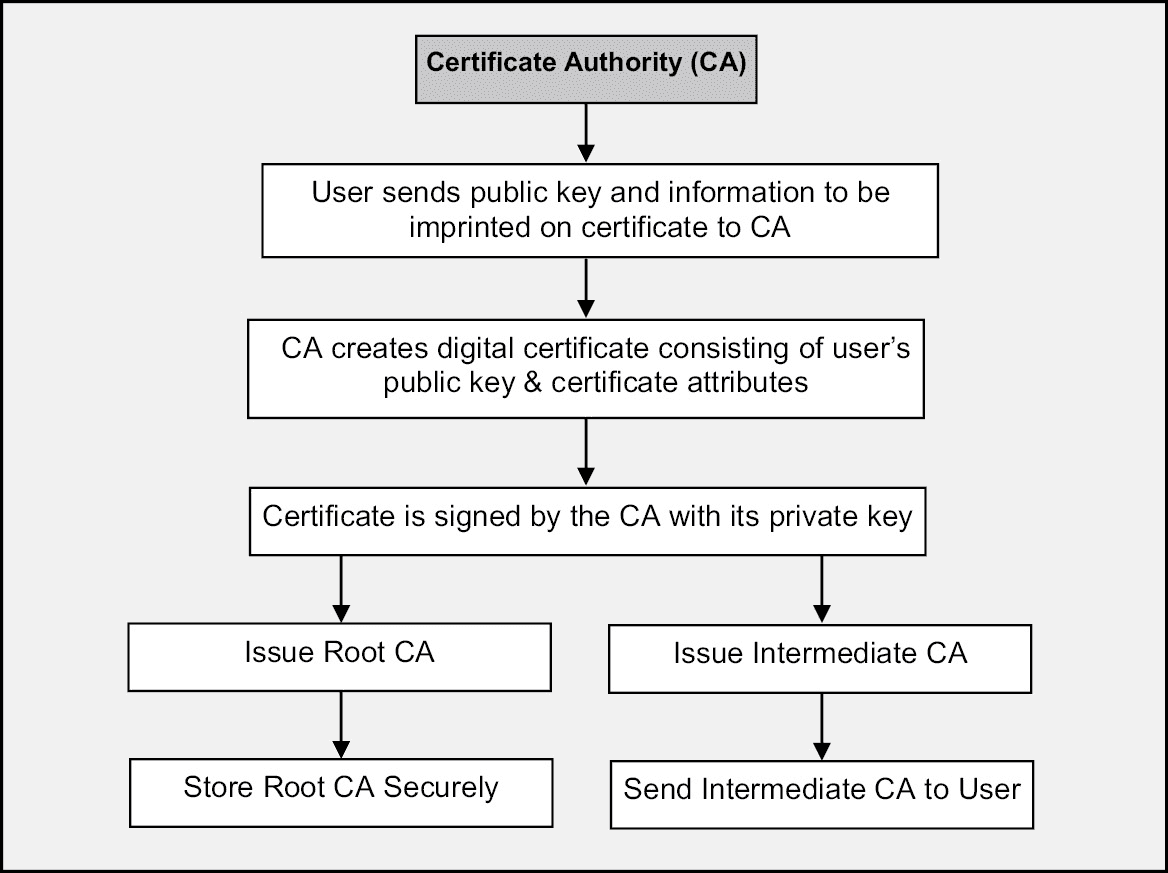 Certificate Authority (CA)
User sends public key and information to be
imprinted on certificate to CA
CA creates digital certificate consisting of user’s
public key & certificate attributes
Certificate is signed by the CA with its private key
Issue Root CA
Issue Intermediate CA
Store Root CA Securely
Send Intermediate CA to User